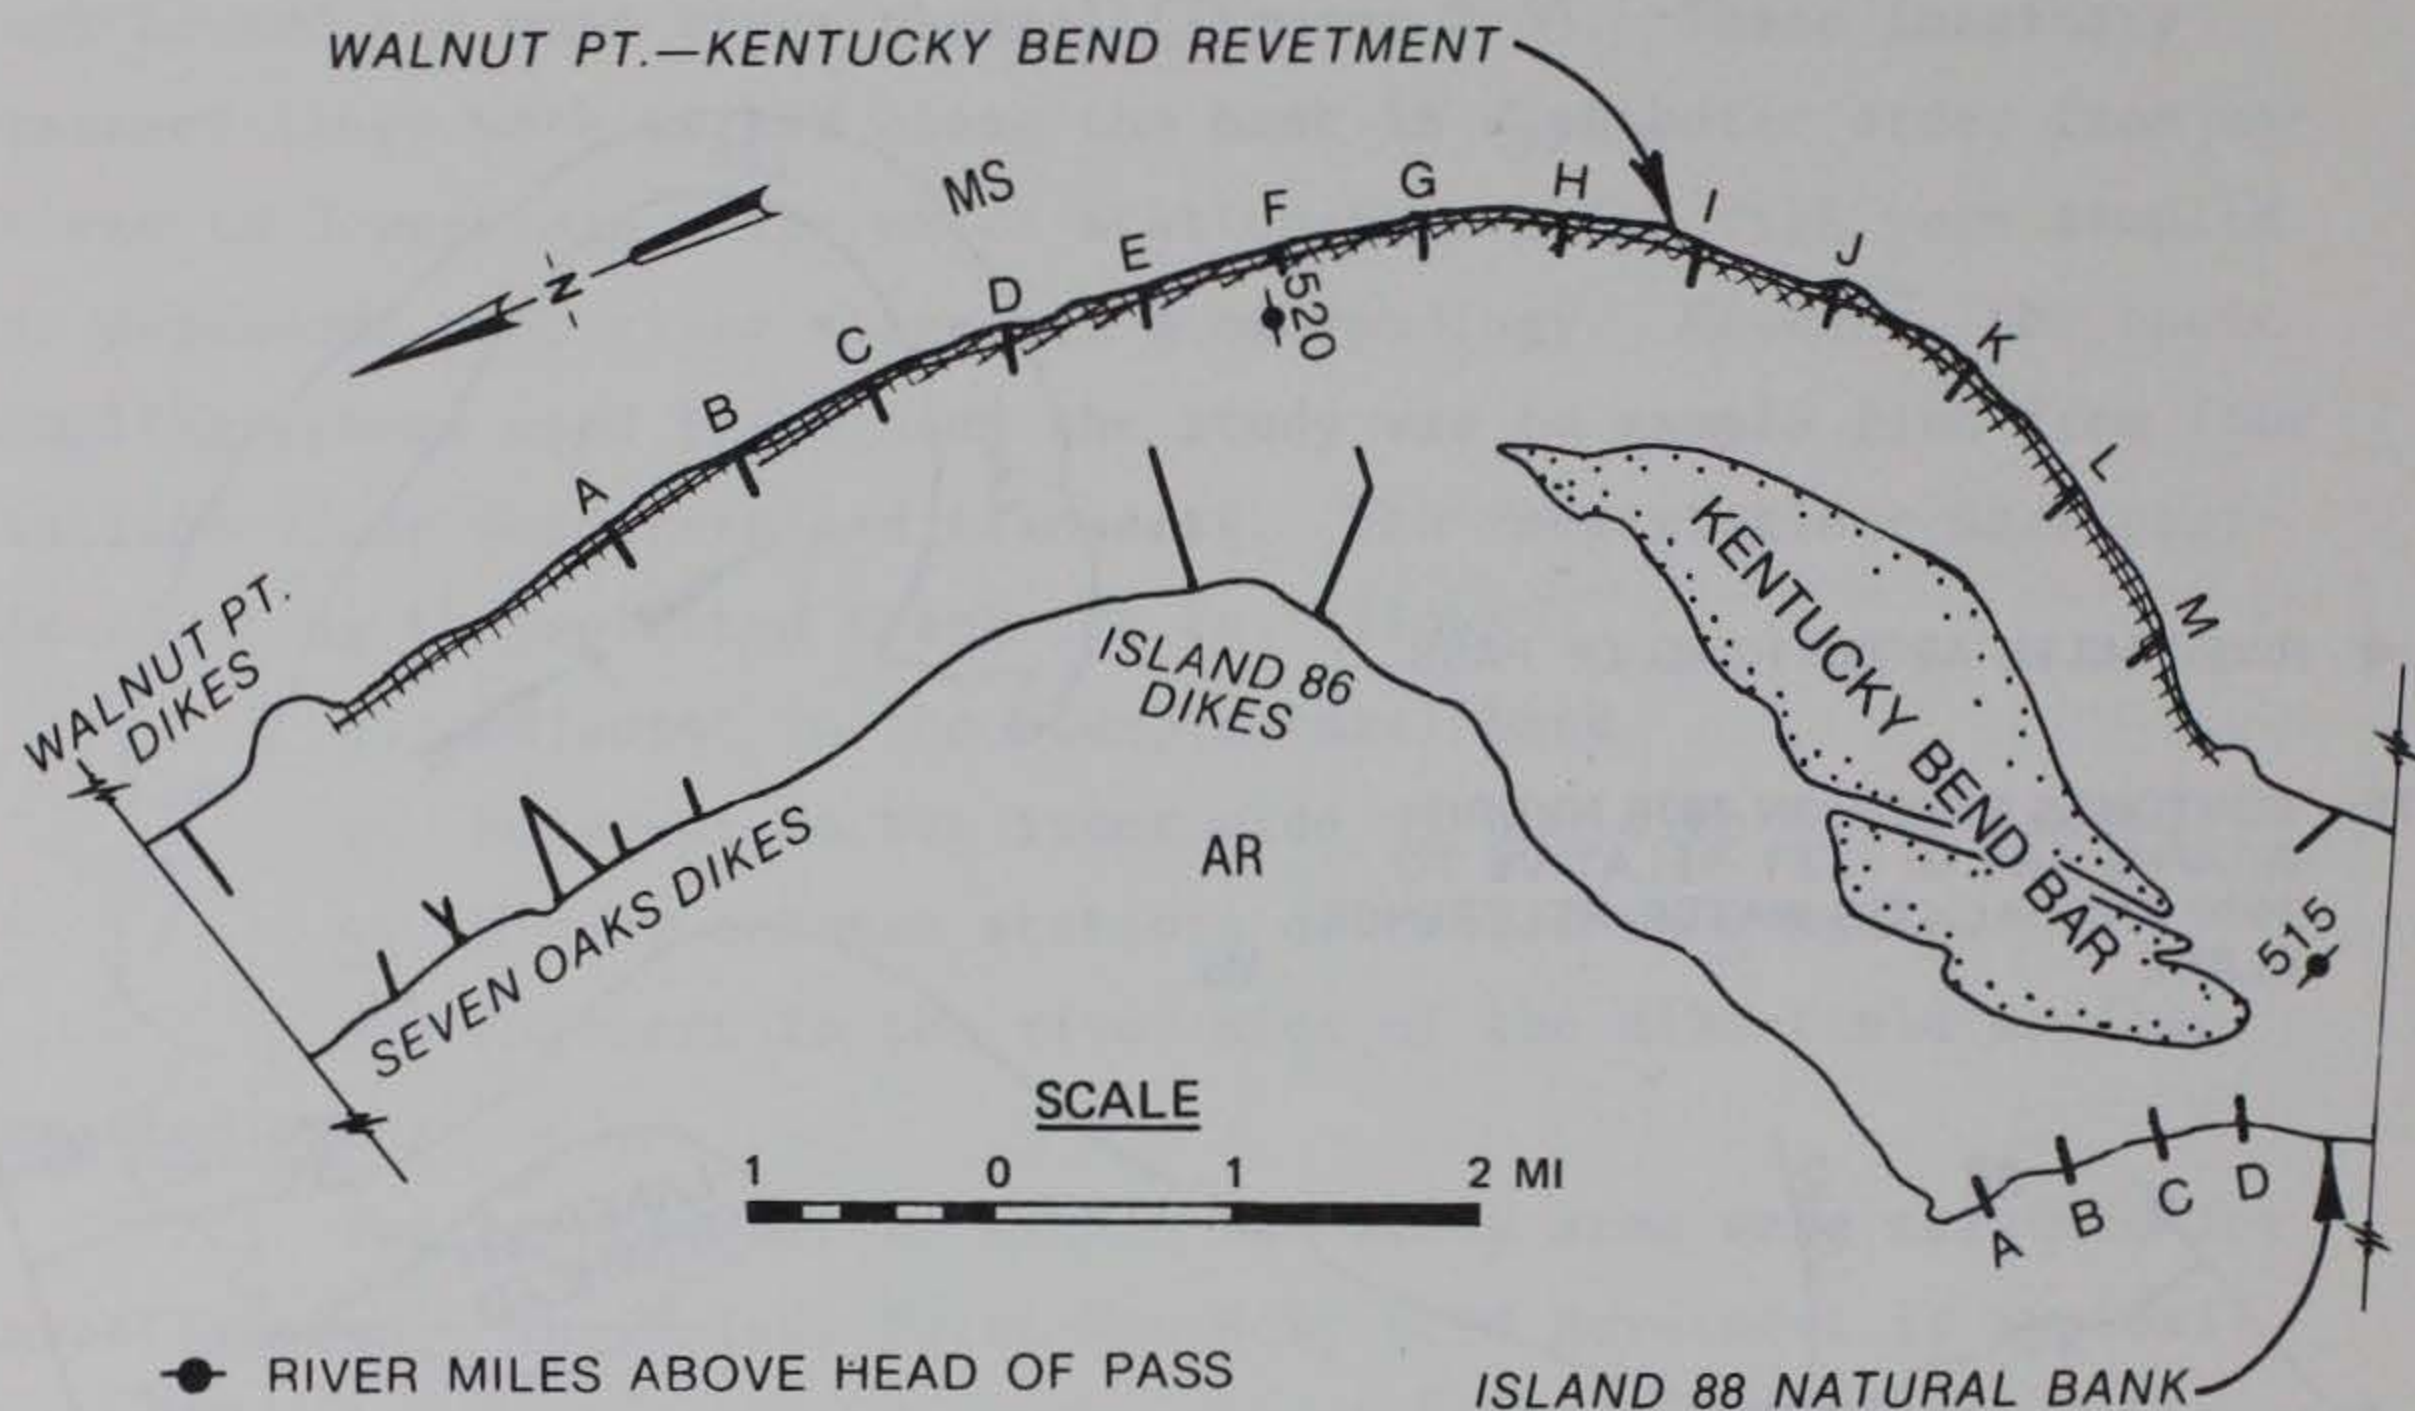 WALNUT PT.—KENTUCKY BEND REVETMENT
MS
N
A
B
C
D
E
F
G
H
I
J
K
L
M
520
WALNUT PT.
DIKES
SEVEN OAKS DIKES
ISLAND 86
DIKES
AR
KENTUCKY BEND BAR
515
SCALE
1 0 1 2 MI
A
B
C
D
RIVER MILES ABOVE HEAD OF PASS
ISLAND 88 NATURAL BANK